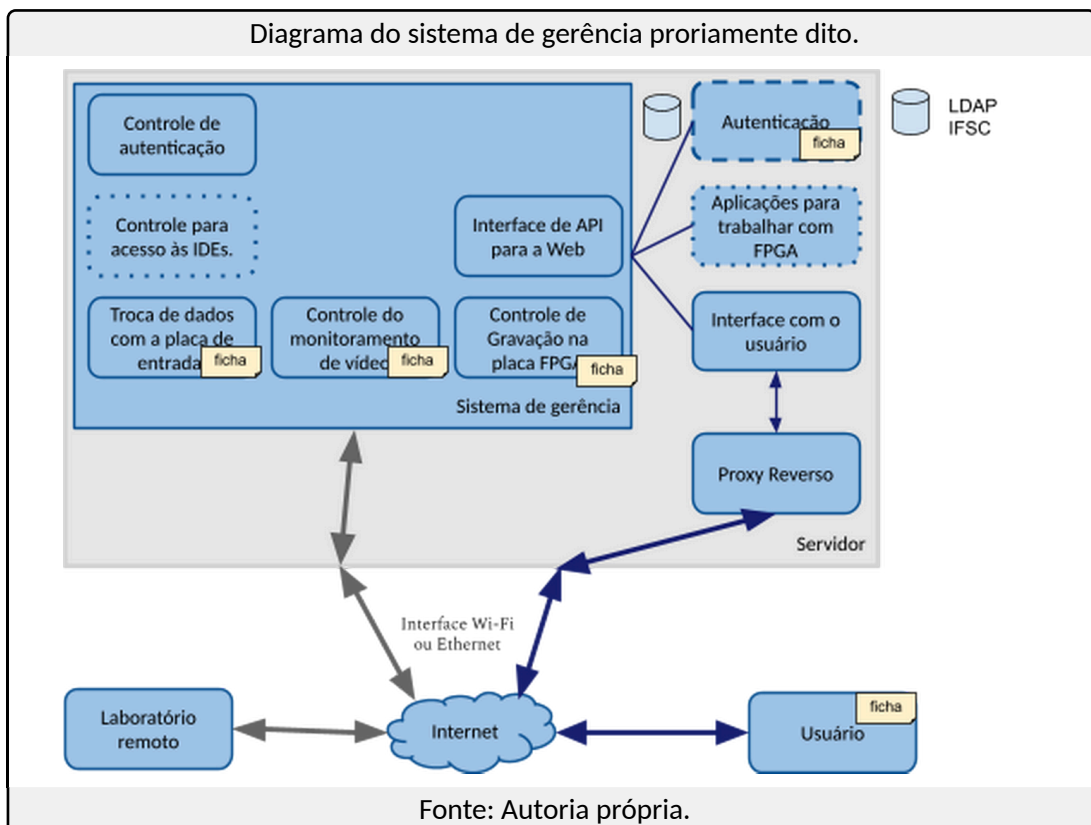 Diagrama do sistema de gerência proriamente dito.
Controle de
autenticação
Autenticação
ficha
LDAP
IFSC
Controle para
acesso às IDEs.
Interface de API
para a Web
Aplicações para
trabalhar com
FPGA
Troca de dados
com a placa de
entrada
ficha
Controle do
monitoramento
de vídeo
ficha
Controle de
Gravação na
placa FPGA
ficha
Interface com o
usuário
Sistema de gerência
Proxy Reverso
Servidor
Interface Wi-Fi
ou Ethernet
Laboratório
remoto
Internet
ficha
Usuário
Fonte: Autoria própria.